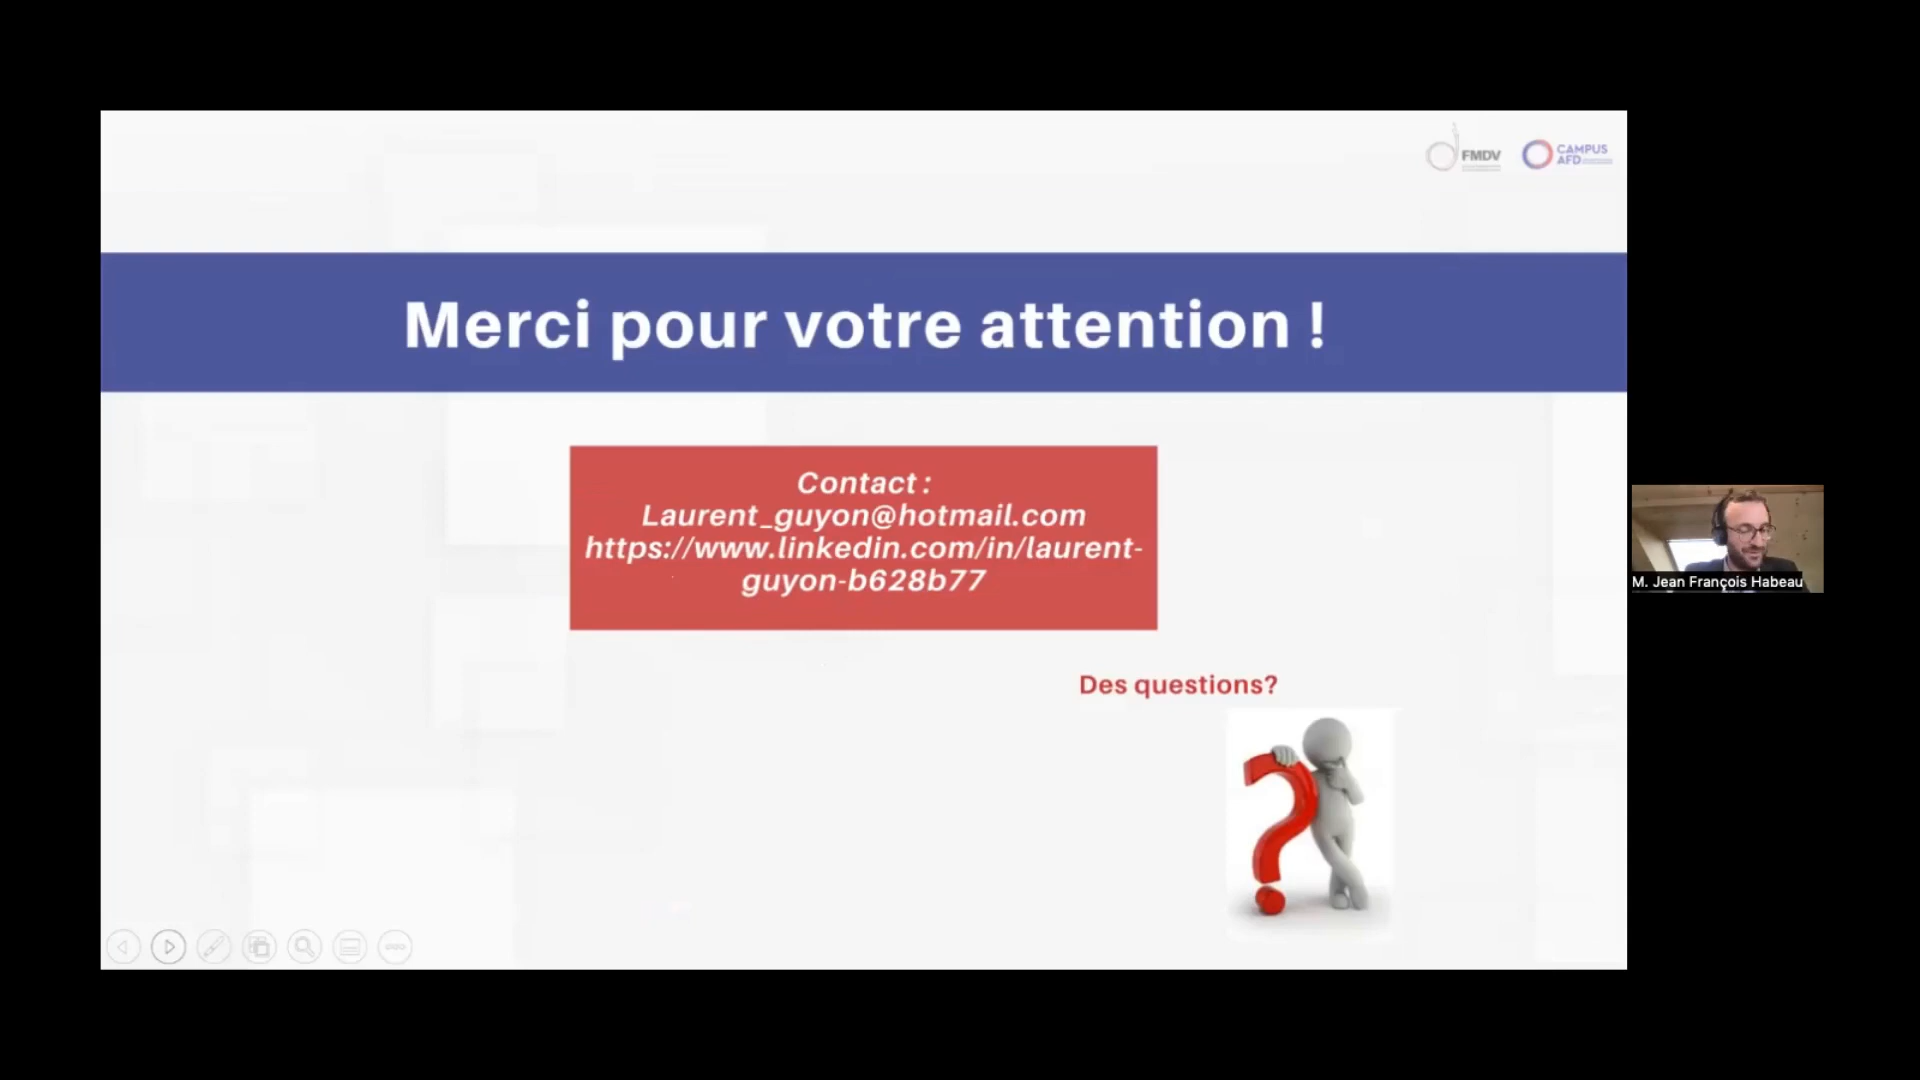 FMDV
CAMPUS
AFD
Merci pour votre attention !
Contact :
Laurent_guyon@hotmail.com
https://www.linkedin.com/in/laurent-
guyon-b628b77
M. Jean François Habeau
Des questions?